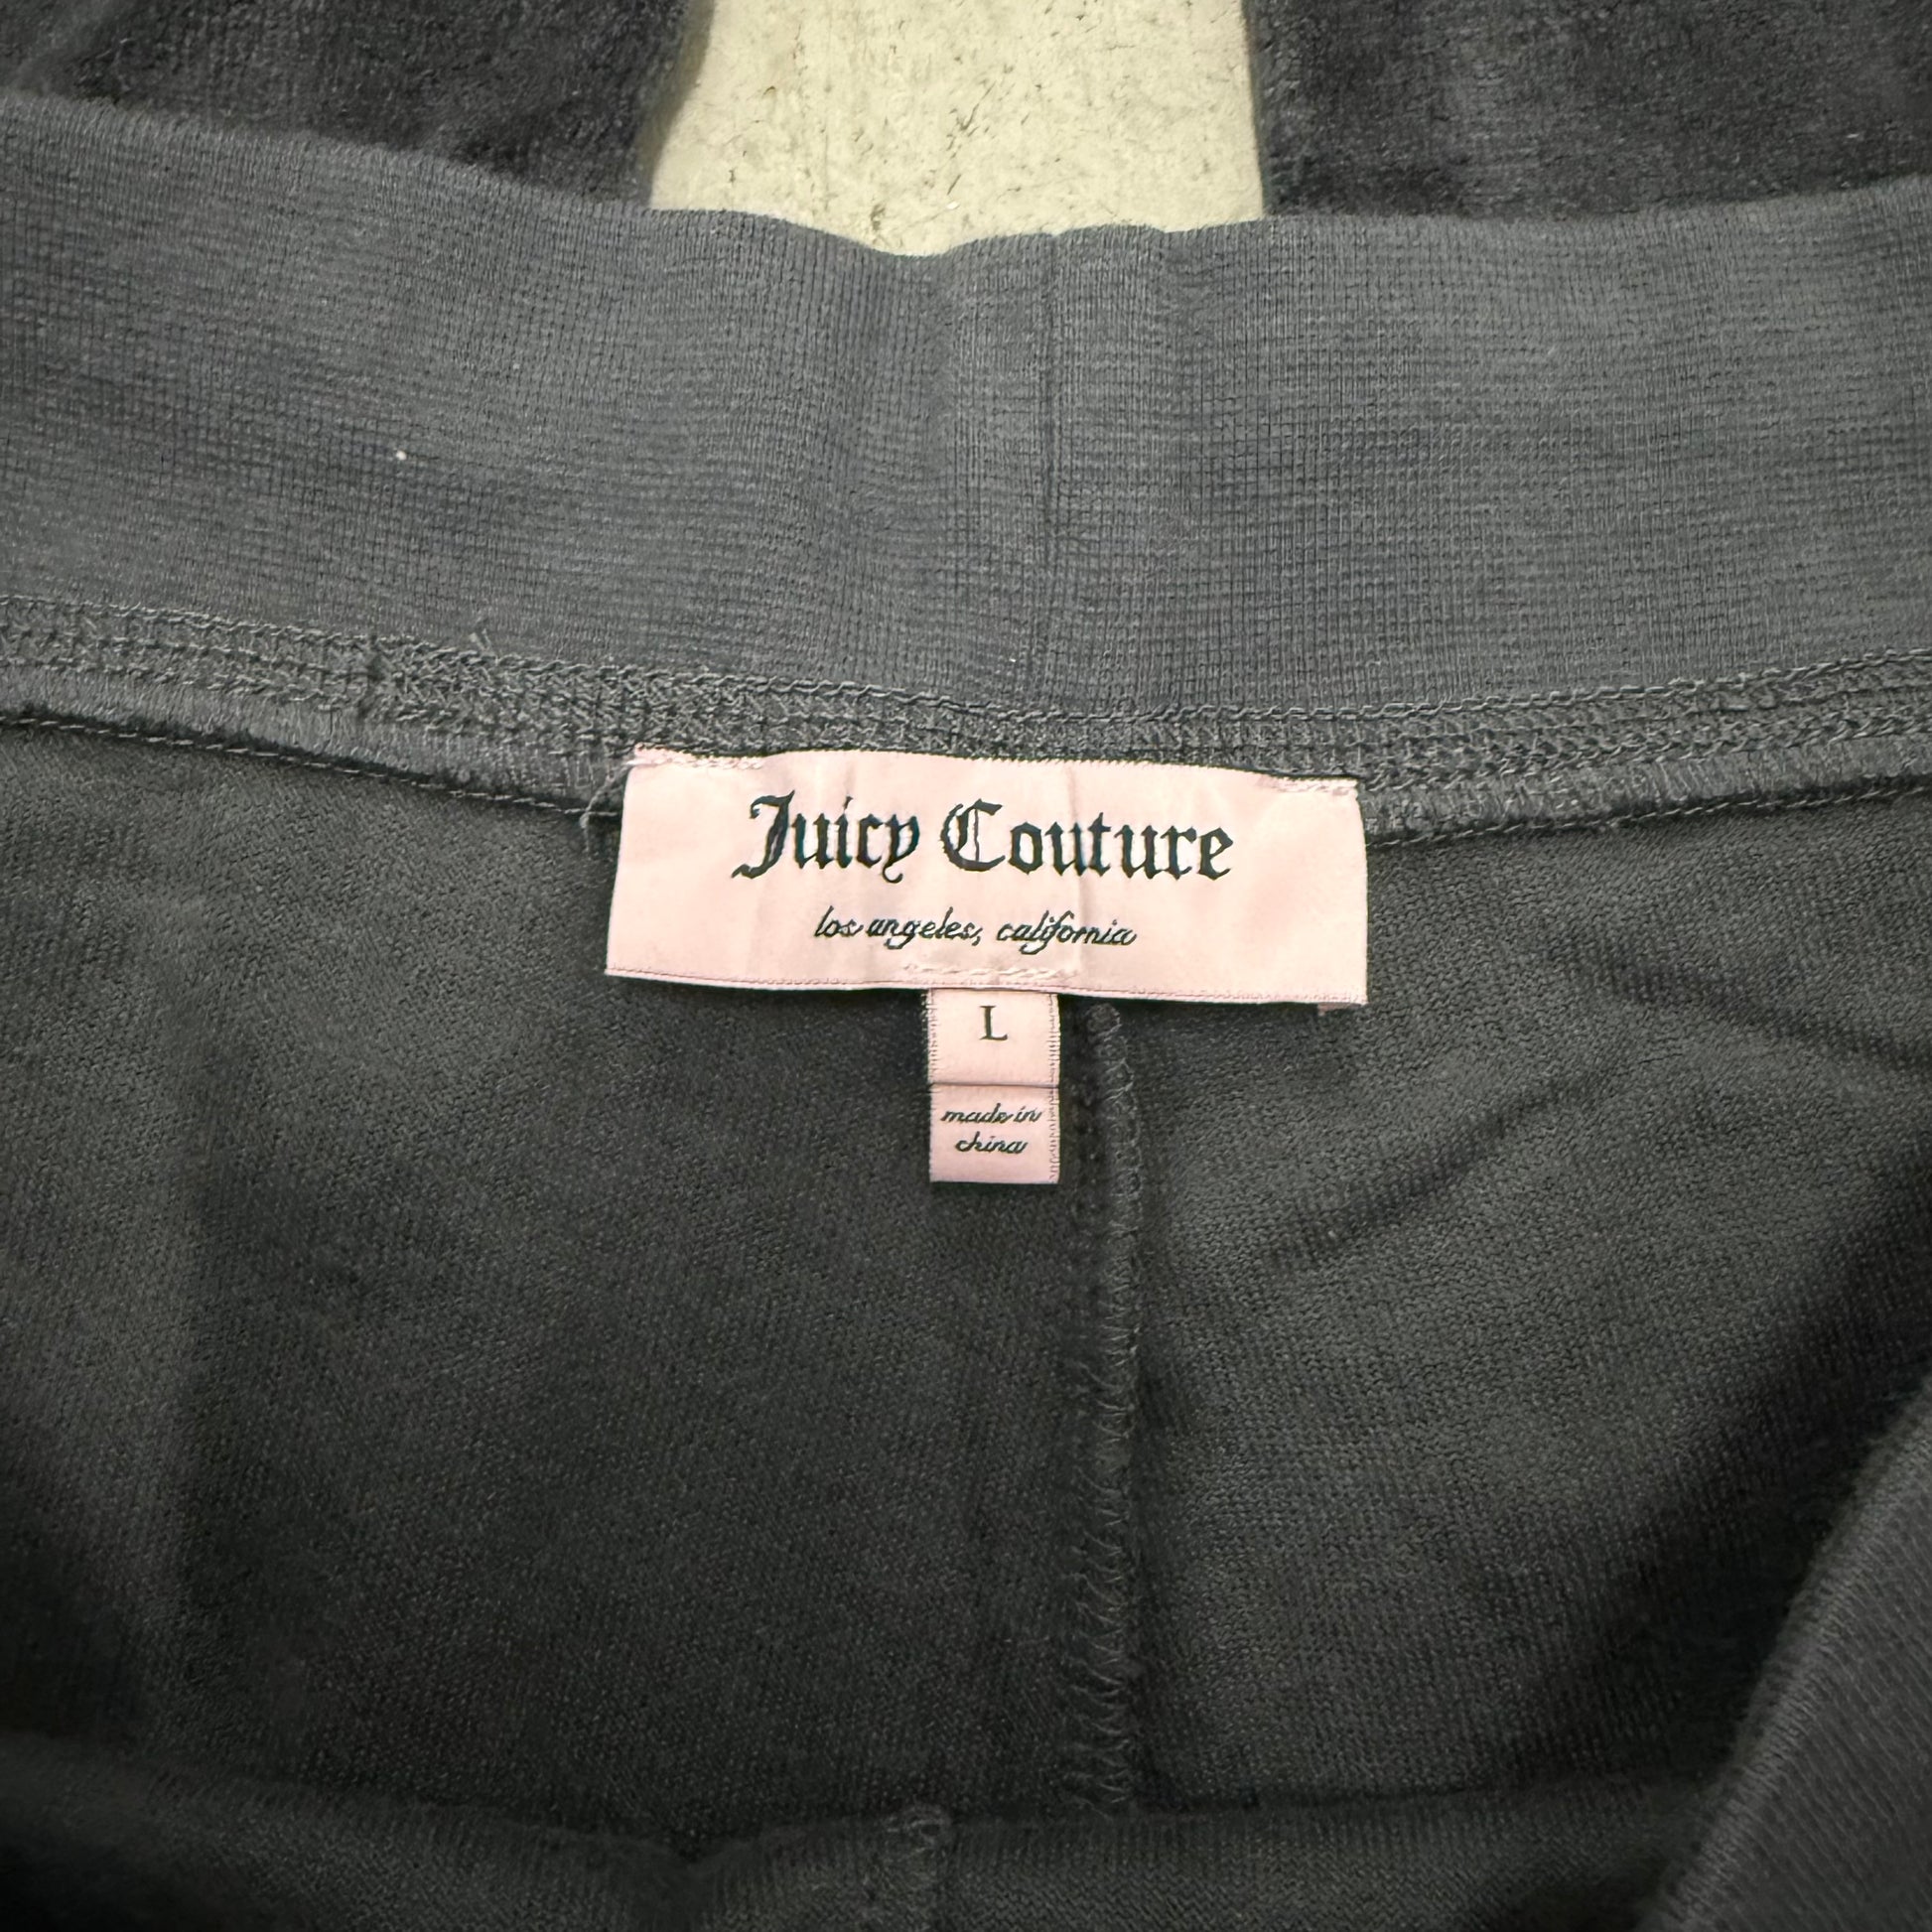 Juicy Couture
los angeles, california
L
made in
china